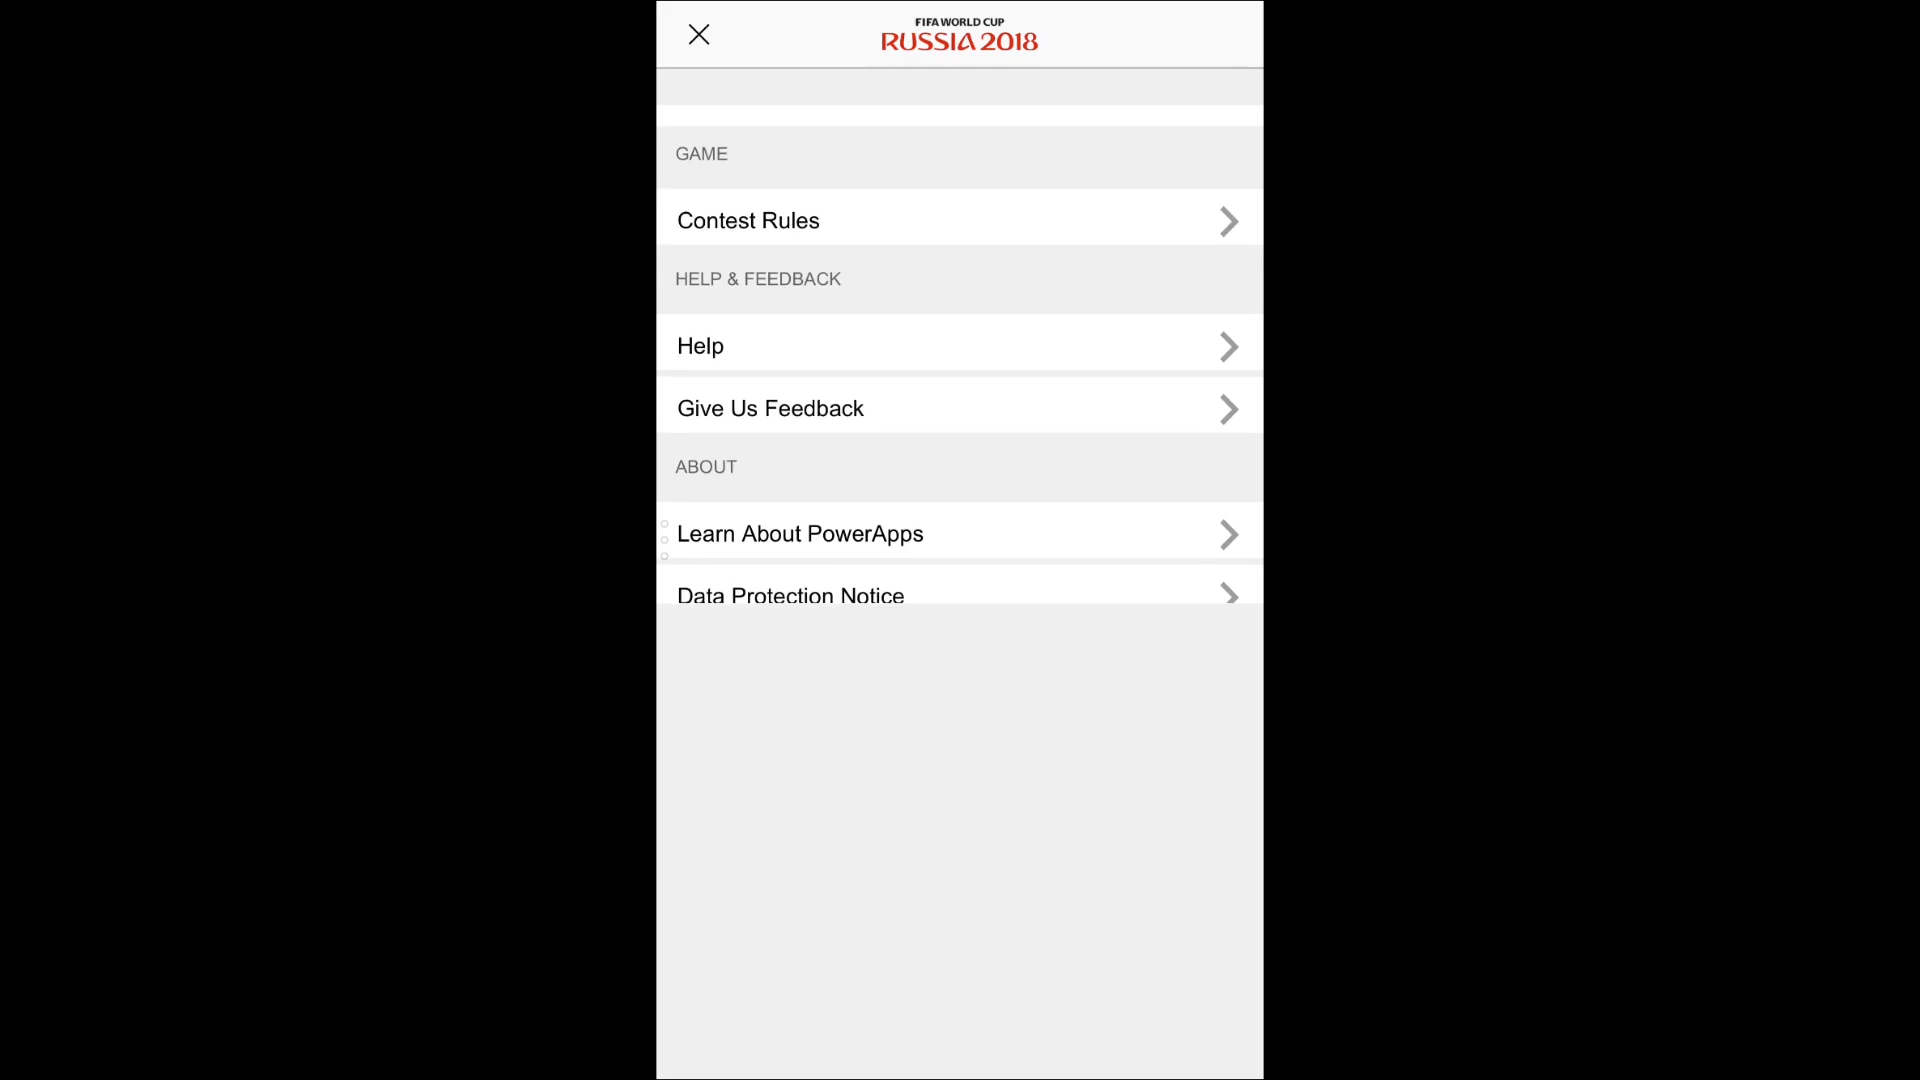 FIFA WORLD CUP
RUSSIA 2018
GAME
Contest Rules
HELP & FEEDBACK
Help
Give Us Feedback
ABOUT
Learn About PowerApps
Data Protection Notice